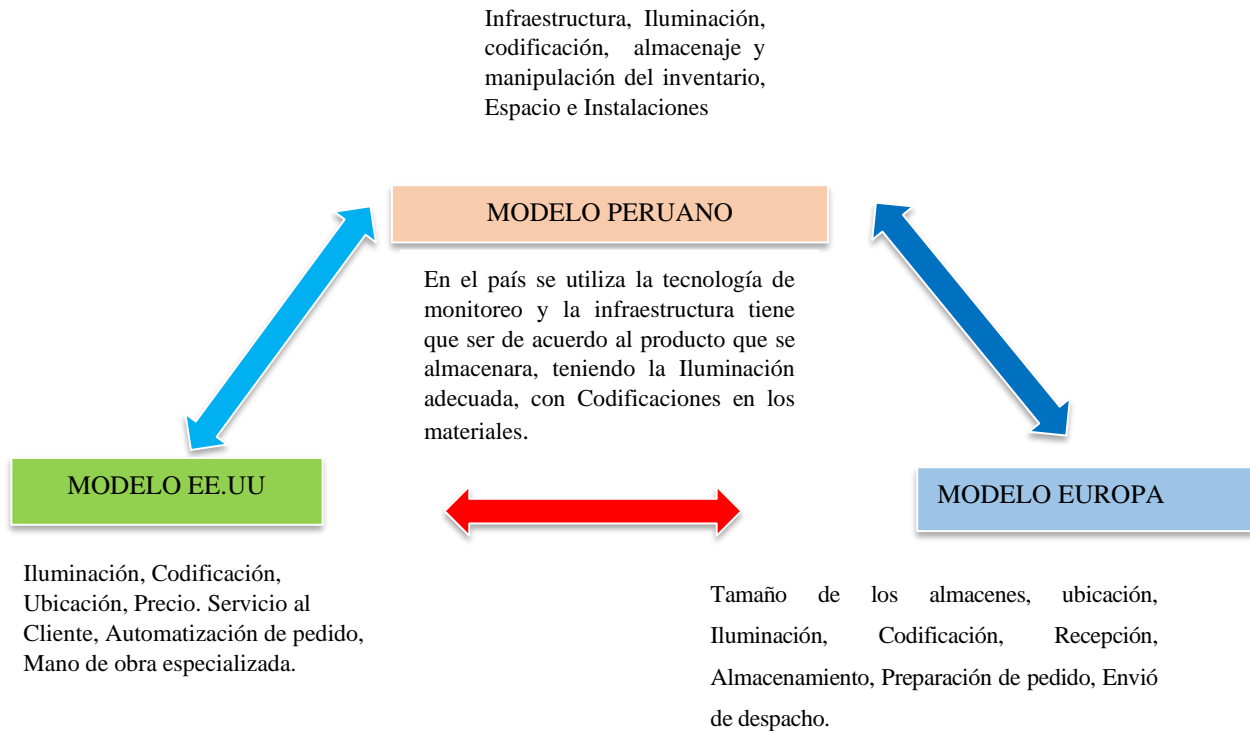 Infraestructura, Iluminación,
codificación, almacenaje y
manipulación del inventario,
Espacio e Instalaciones
MODELO PERUANO
En el país se utiliza la tecnología de
monitoreo y la infraestructura tiene
que ser de acuerdo al producto que se
almacenara, teniendo la Iluminación
adecuada, con Codificaciones en los
materiales.
MODELO EE.UU
MODELO EUROPA
Iluminación, Codificación,
Ubicación, Precio. Servicio al
Cliente, Automatización de pedido,
Mano de obra especializada.
Tamaño de los almacenes, ubicación,
Iluminación, Codificación, Recepción,
Almacenamiento, Preparación de pedido, Envió
de despacho.